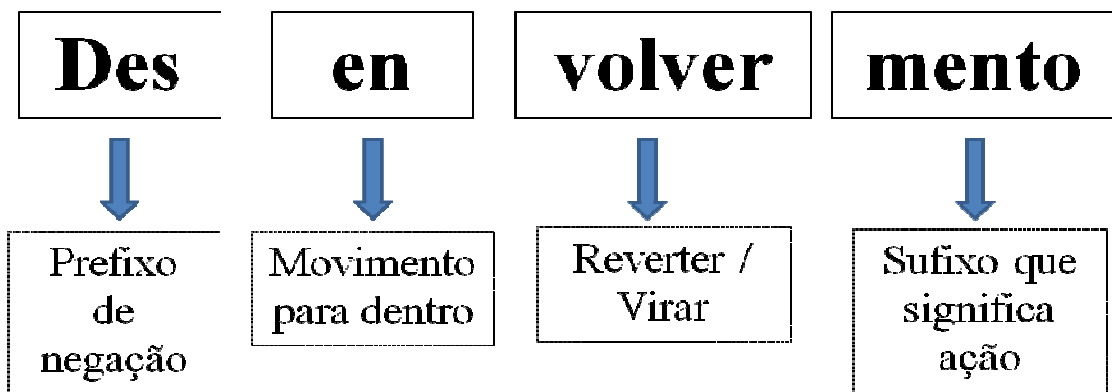 Des en volver mento
Prefixo
de
negação
Movimento
para dentro
Reverter /
Virar
Sufixo que
significa
ação